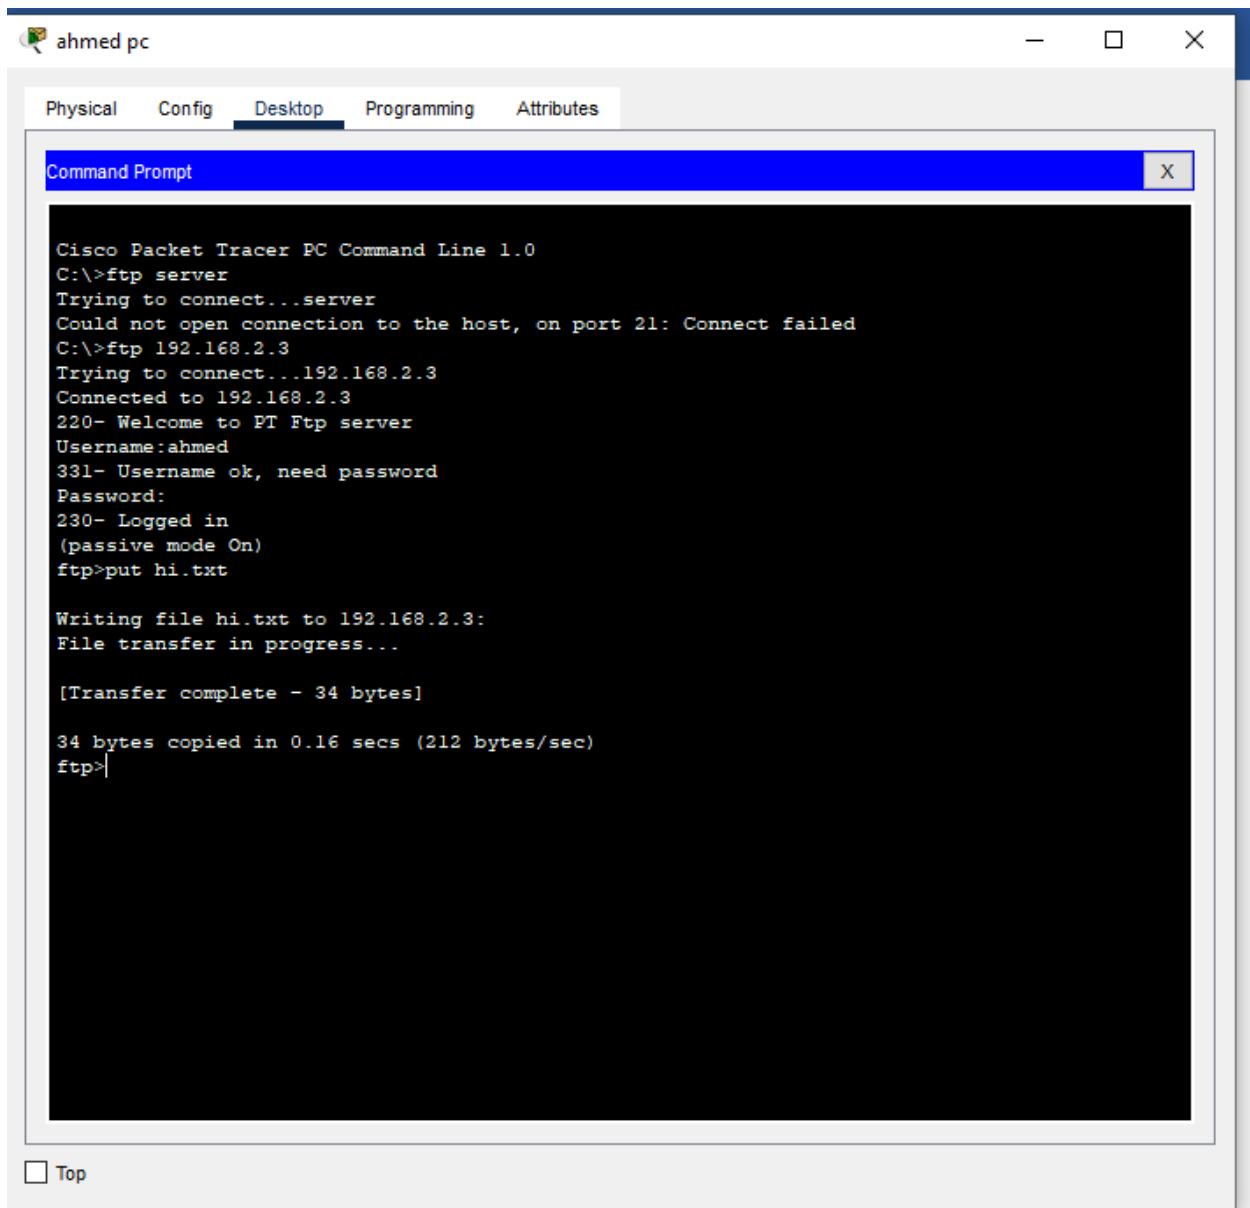 ahmed pc
Physical Config Desktop Programming Attributes
Command Prompt X
Cisco Packet Tracer PC Command Line 1.0
C:\>ftp server
Trying to connect...server
Could not open connection to the host, on port 21: Connect failed
C:\>ftp 192.168.2.3
Trying to connect...192.168.2.3
Connected to 192.168.2.3
220- Welcome to PT Ftp server
Username:ahmed
331- Username ok, need password
Password:
230- Logged in
(passive mode On)
ftp>put hi.txt
Writing file hi.txt to 192.168.2.3:
File transfer in progress...
[Transfer complete - 34 bytes]
34 bytes copied in 0.16 secs (212 bytes/sec)
ftp>
Top